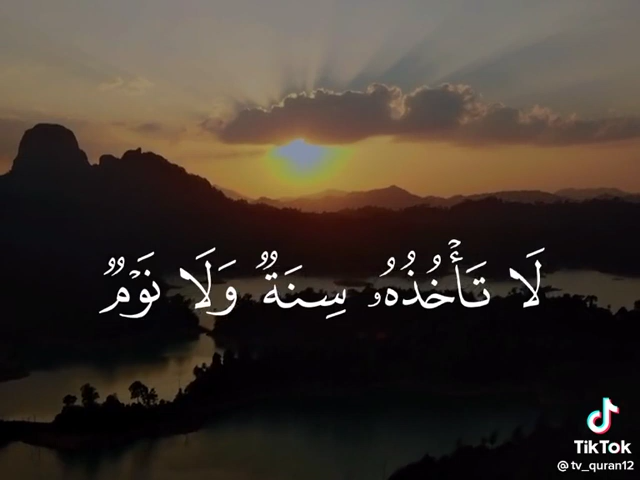 لَا تَأْخُذُهُۥ سِنَةٌ وَلَا نَوْمٌ
TikTok
@tv_quran12